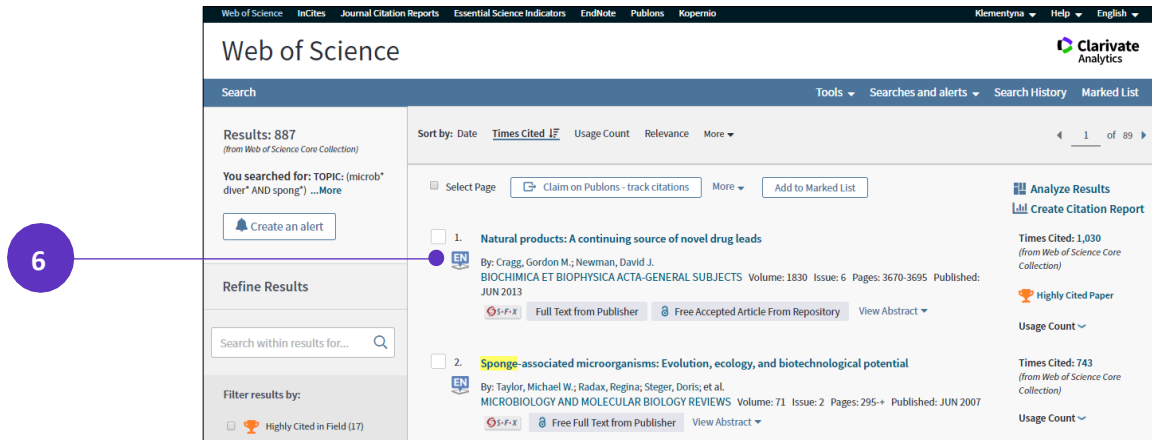 Web of Science InCites Journal Citation Reports Essential Science Indicators EndNote Publons Kopernio Klementyna Help English
Web of Science
Clarivate
Analytics
Search Tools Searches and alerts Search History Marked List
Results: 887
(from Web of Science Core Collection)
You searched for: TOPIC: (microb*
diver* AND spong*) ...More
Create an alert
Refine Results
Search within results for...
Filter results by:
Highly Cited in Field (17)
Sort by: Date Times Cited Usage Count Relevance More
1 of 89
Select Page Claim on Publons - track citations More Add to Marked List
Analyze Results
Create Citation Report
6
1. Natural products: A continuing source of novel drug leads
EN
By: Cragg, Gordon M.; Newman, David J.
BIOCHIMICA ET BIOPHYSICA ACTA-GENERAL SUBJECTS Volume: 1830 Issue: 6 Pages: 3670-3695 Published:
JUN 2013
S·F·X Full Text from Publisher Free Accepted Article From Repository View Abstract
Times Cited: 1,030
(from Web of Science Core
Collection)
Highly Cited Paper
Usage Count
2. Sponge-associated microorganisms: Evolution, ecology, and biotechnological potential
EN
By: Taylor, Michael W.; Radax, Regina; Steger, Doris; et al.
MICROBIOLOGY AND MOLECULAR BIOLOGY REVIEWS Volume: 71 Issue: 2 Pages: 295-+ Published: JUN 2007
S·F·X Free Full Text from Publisher View Abstract
Times Cited: 743
(from Web of Science Core
Collection)
Usage Count